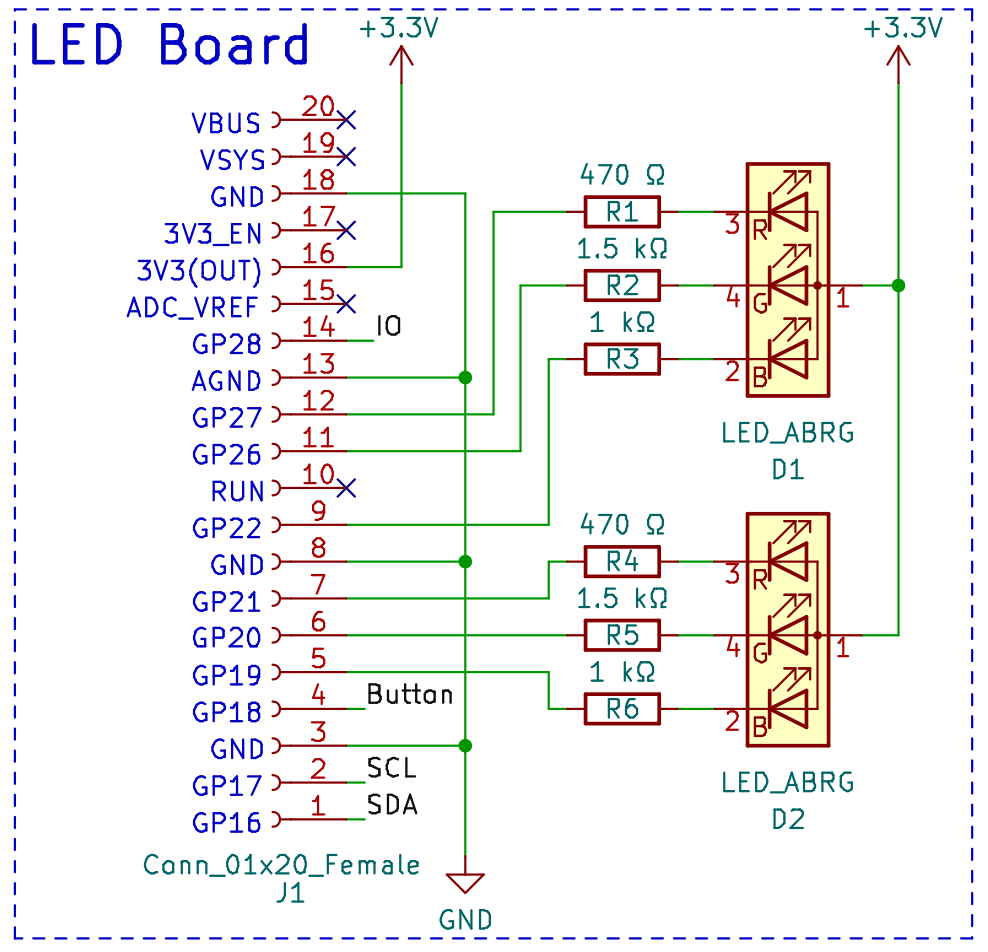 LED Board
+3.3V
+3.3V
VBUS 20
VSYS 19
GND 18
3V3_EN 17
3V3(OUT) 16
ADC_VREF 15
GP28 14 IO
AGND 13
GP27 12
GP26 11
RUN 10
GP22 9
GND 8
GP21 7
GP20 6
GP19 5
GP18 4 Button
GND 3
GP17 2 SCL
GP16 1 SDA
Conn_01x20_Female
J1
GND
470 Ω
R1
1.5 kΩ
R2
1 kΩ
R3
3 R
4 G 1
2 B
LED_ABRG
D1
470 Ω
R4
1.5 kΩ
R5
1 kΩ
R6
3 R
4 G 1
2 B
LED_ABRG
D2